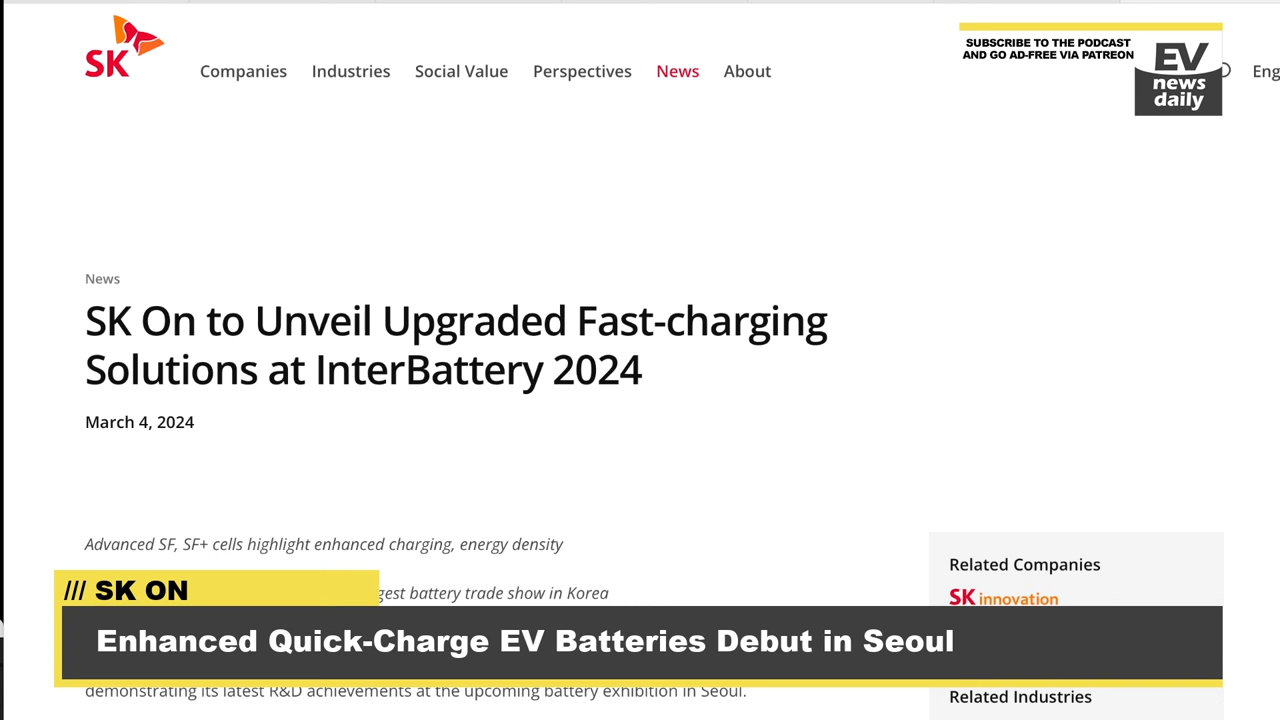 SK
Companies Industries Social Value Perspectives News About
SUBSCRIBE TO THE PODCAST
AND GO AD-FREE VIA PATREON
EV
news
daily
Eng
News
SK On to Unveil Upgraded Fast-charging
Solutions at InterBattery 2024
March 4, 2024
Advanced SF, SF+ cells highlight enhanced charging, energy density
battery trade show in Korea
/// SK ON
Enhanced Quick-Charge EV Batteries Debut in Seoul
demonstrating its latest R&D achievements at the upcoming battery exhibition in Seoul.
Related Companies
SK innovation
Related Industries